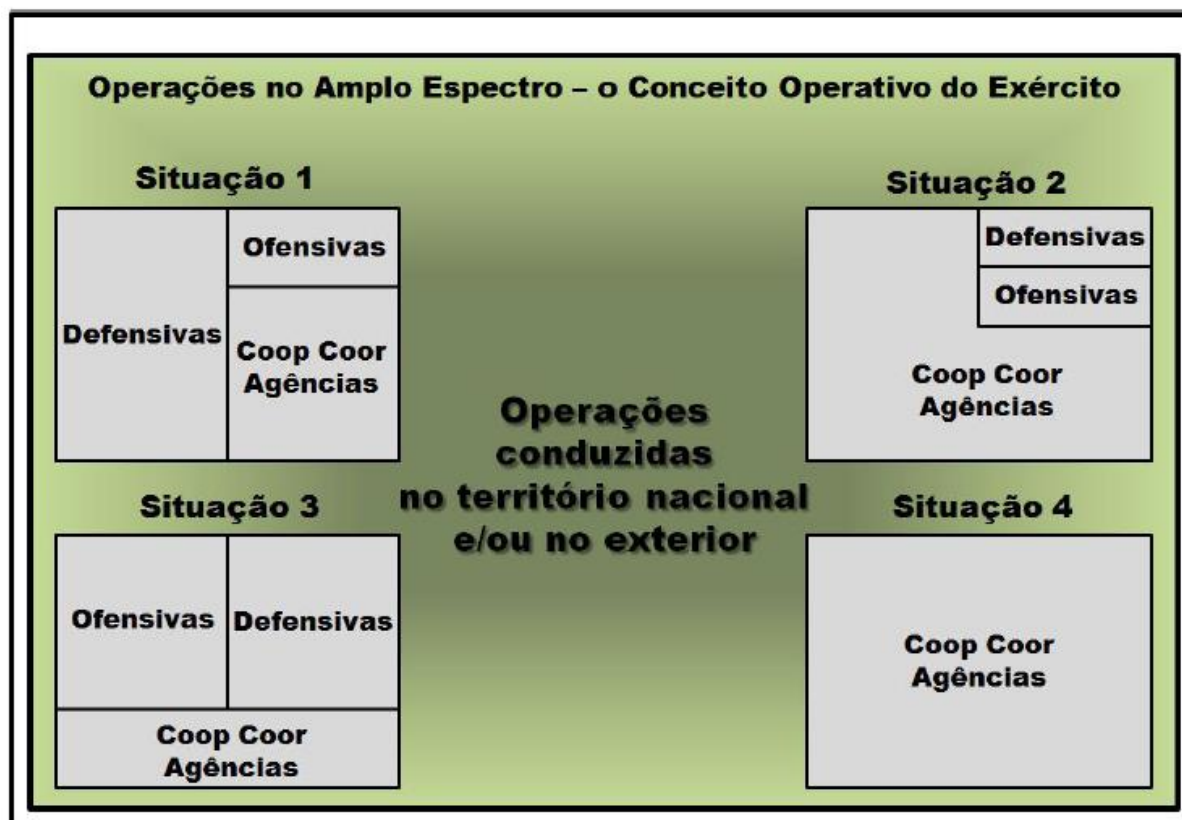 Operações no Amplo Espectro – o Conceito Operativo do Exército
Situação 1
Defensivas
Ofensivas
Coop Coor
Agências
Situação 2
Defensivas
Ofensivas
Coop Coor
Agências
Operações
conduzidas
no território nacional
e/ou no exterior
Situação 3
Ofensivas
Defensivas
Coop Coor
Agências
Situação 4
Coop Coor
Agências